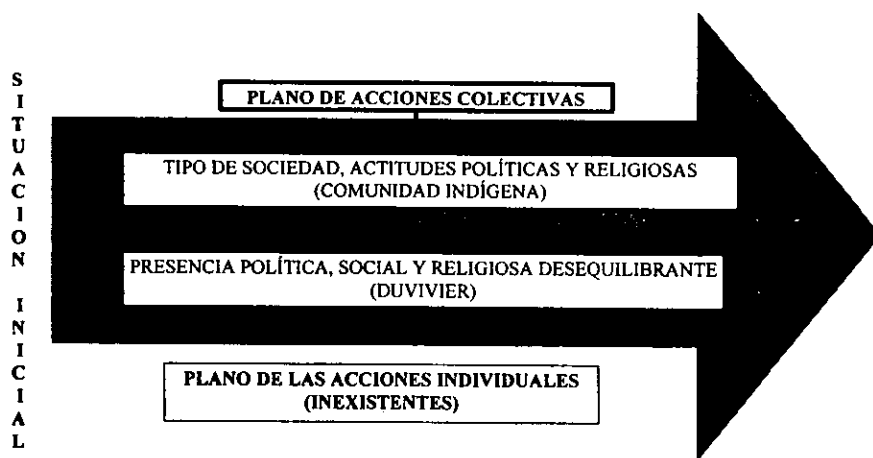 SITUACION INICIAL
PLANO DE ACCIONES COLECTIVAS
TIPO DE SOCIEDAD, ACTITUDES POLÍTICAS Y RELIGIOSAS
(COMUNIDAD INDÍGENA)
PRESENCIA POLÍTICA, SOCIAL Y RELIGIOSA DESEQUILIBRANTE
(DUVIVIER)
PLANO DE LAS ACCIONES INDIVIDUALES
(INEXISTENTES)